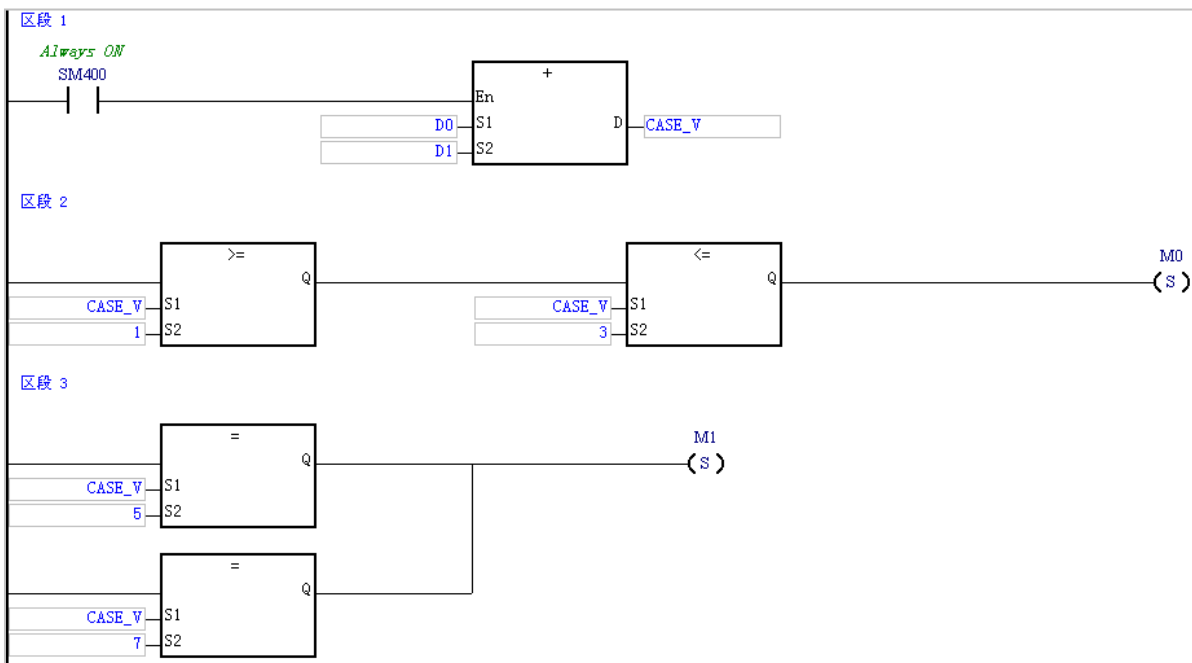 区段 1
Always ON
SM400
+
En
D0 S1 D CASE_V
D1 S2
区段 2
>= <= M0
Q Q (S)
CASE_V S1 CASE_V S1
1 S2 3 S2
区段 3
= M1
Q (S)
CASE_V S1
5 S2
=
Q
CASE_V S1
7 S2